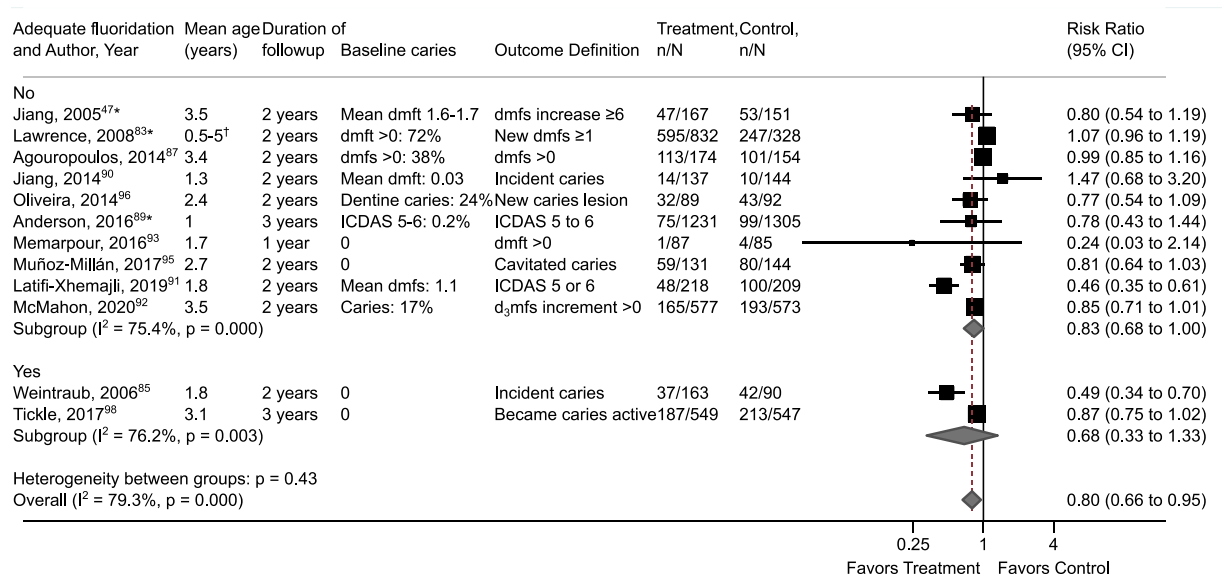 Adequate fluoridation Mean age Duration of Treatment, Control, Risk Ratio
and Author, Year (years) followup Baseline caries Outcome Definition n/N n/N (95% CI)
No
Jiang, 2005⁴⁷* 3.5 2 years Mean dmft 1.6-1.7 dmfs increase ≥6 47/167 53/151 0.80 (0.54 to 1.19)
Lawrence, 2008⁸³* 0.5-5† 2 years dmft >0: 72% New dmfs ≥1 595/832 247/328 1.07 (0.96 to 1.19)
Agouropoulos, 2014⁸⁷ 3.4 2 years dmfs >0: 38% dmfs >0 113/174 101/154 0.99 (0.85 to 1.16)
Jiang, 2014⁹⁰ 1.3 2 years Mean dmft: 0.03 Incident caries 14/137 10/144 1.47 (0.68 to 3.20)
Oliveira, 2014⁹⁶ 2.4 2 years Dentine caries: 24% New caries lesion 32/89 43/92 0.77 (0.54 to 1.09)
Anderson, 2016⁸⁹* 1 3 years ICDAS 5-6: 0.2% ICDAS 5 to 6 75/1231 99/1305 0.78 (0.43 to 1.44)
Memarpour, 2016⁹³ 1.7 1 year 0 dmft >0 1/87 4/85 0.24 (0.03 to 2.14)
Muñoz-Millán, 2017⁹⁵ 2.7 2 years 0 Cavitated caries 59/131 80/144 0.81 (0.64 to 1.03)
Latifi-Xhemajli, 2019⁹¹ 1.8 2 years Mean dmfs: 1.1 ICDAS 5 or 6 48/218 100/209 0.46 (0.35 to 0.61)
McMahon, 2020⁹² 3.5 2 years Caries: 17% d₃mfs increment >0 165/577 193/573 0.85 (0.71 to 1.01)
Subgroup (I² = 75.4%, p = 0.000) 0.83 (0.68 to 1.00)
Yes
Weintraub, 2006⁸⁵ 1.8 2 years 0 Incident caries 37/163 42/90 0.49 (0.34 to 0.70)
Tickle, 2017⁹⁸ 3.1 3 years 0 Became caries active 187/549 213/547 0.87 (0.75 to 1.02)
Subgroup (I² = 76.2%, p = 0.003) 0.68 (0.33 to 1.33)
Heterogeneity between groups: p = 0.43
Overall (I² = 79.3%, p = 0.000) 0.80 (0.66 to 0.95)
0.25 1 4
Favors Treatment Favors Control